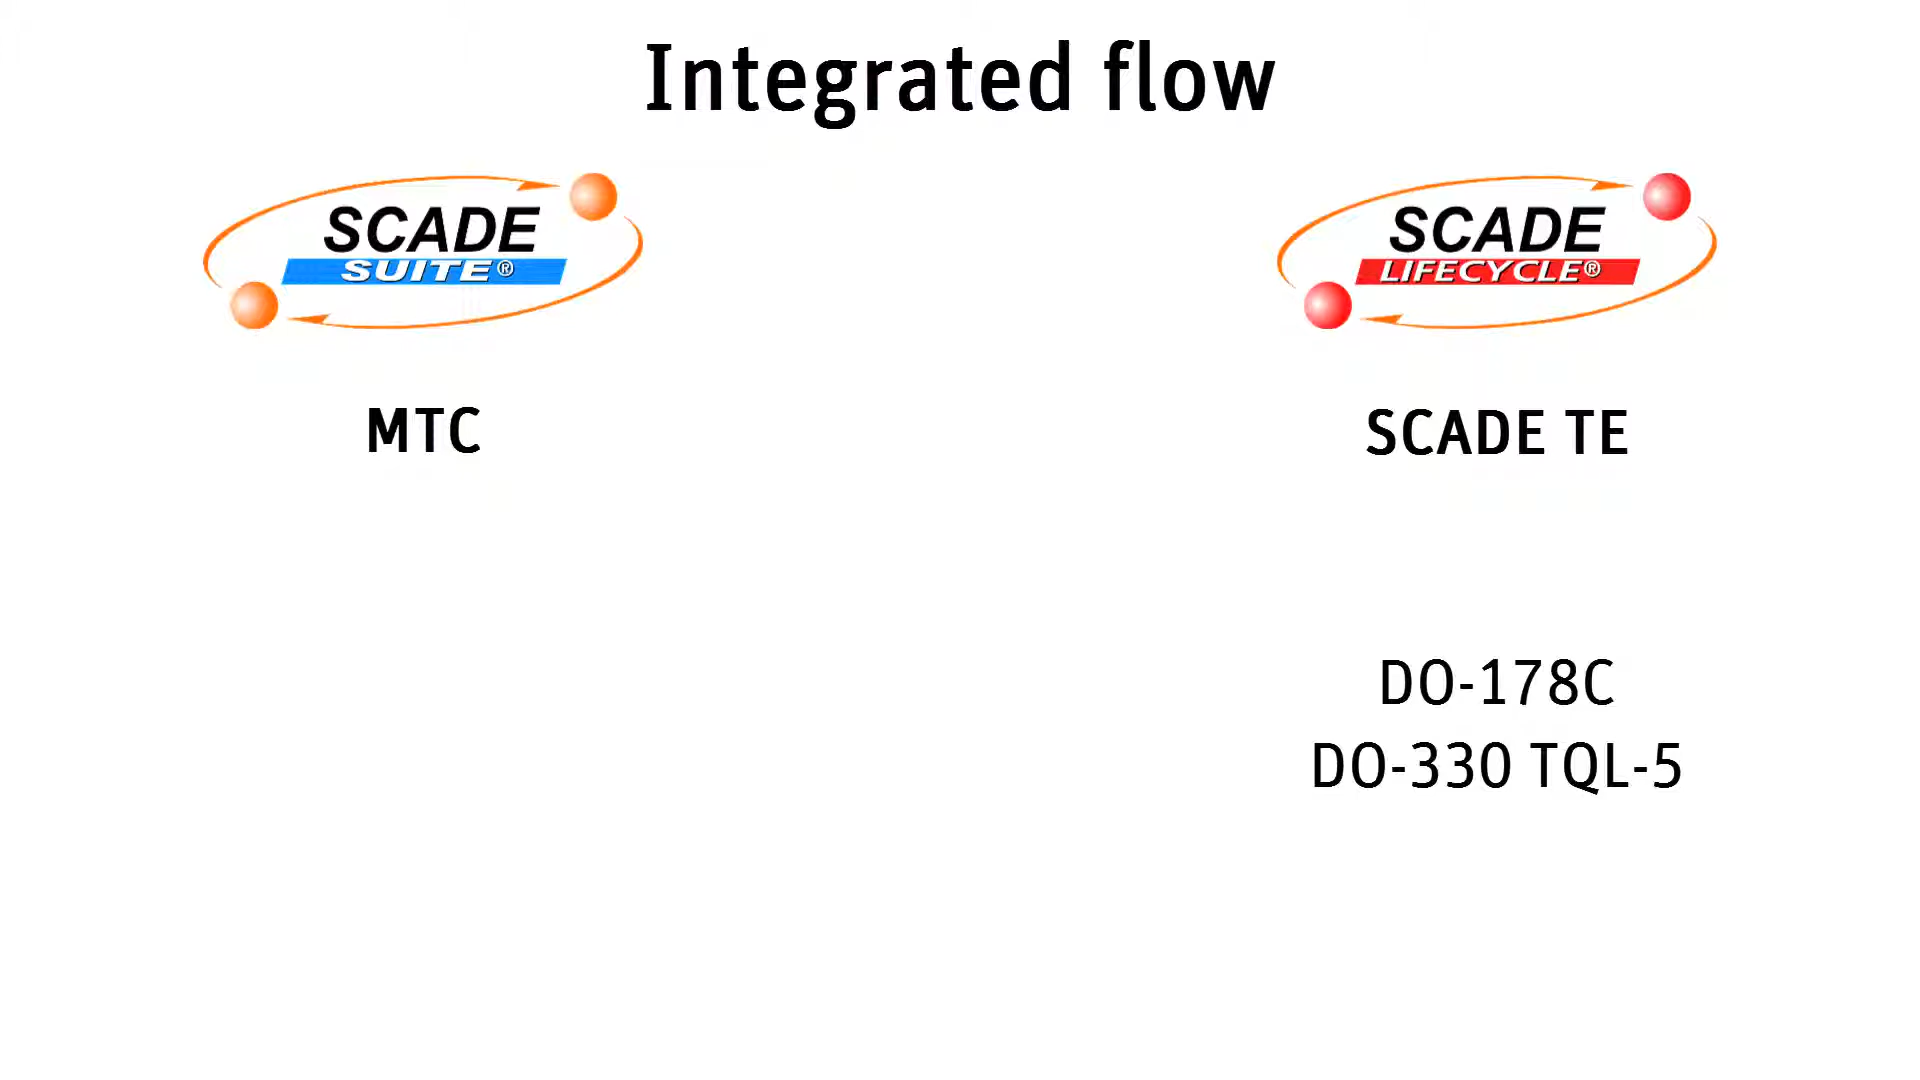 Integrated flow
SCADE
SUITE®
SCADE
LIFECYCLE®
MTC
SCADE TE
DO-178C
DO-330 TQL-5